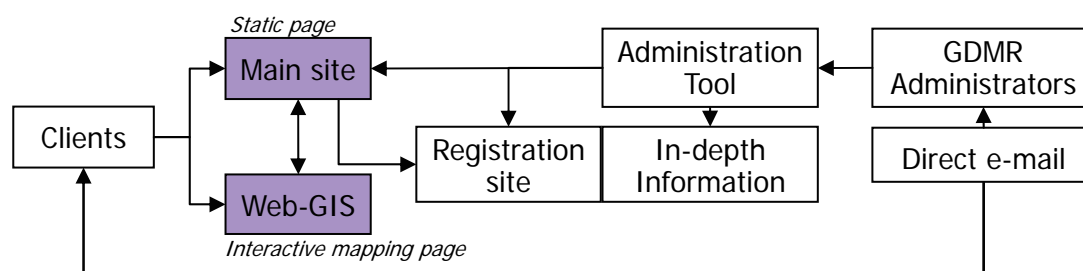 Static page
Main site
Administration
Tool
GDMR
Administrators
Clients
Registration
site
In-depth
Information
Direct e-mail
Web-GIS
Interactive mapping page